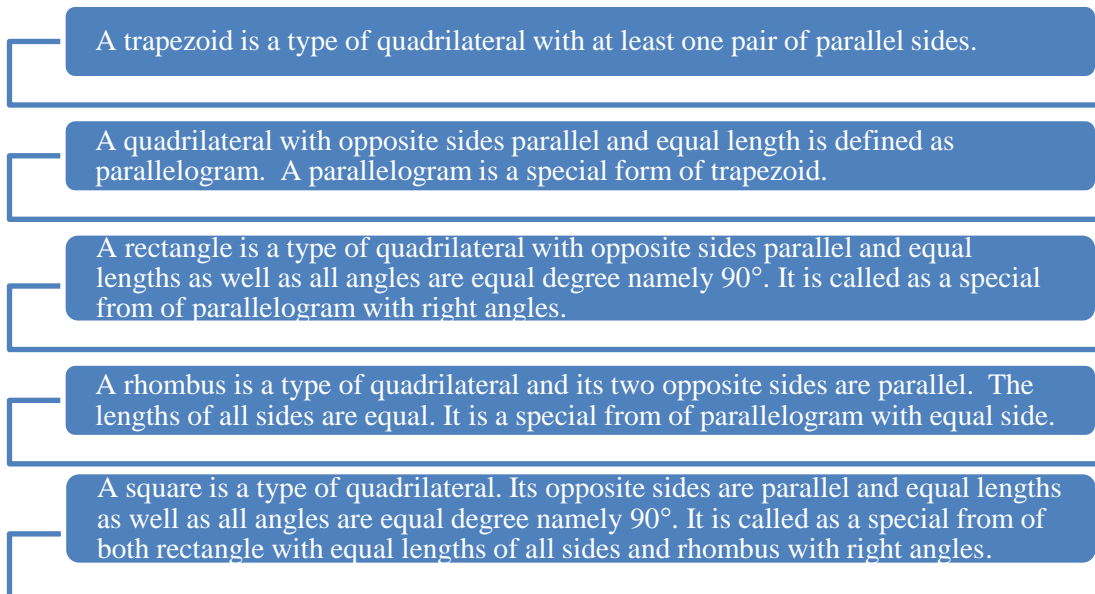 A trapezoid is a type of quadrilateral with at least one pair of parallel sides.
A quadrilateral with opposite sides parallel and equal length is defined as
parallelogram.  A parallelogram is a special form of trapezoid.
A rectangle is a type of quadrilateral with opposite sides parallel and equal
lengths as well as all angles are equal degree namely 90°. It is called as a special
from of parallelogram with right angles.
A rhombus is a type of quadrilateral and its two opposite sides are parallel.  The
lengths of all sides are equal. It is a special from of parallelogram with equal side.
A square is a type of quadrilateral. Its opposite sides are parallel and equal lengths
as well as all angles are equal degree namely 90°. It is called as a special from of
both rectangle with equal lengths of all sides and rhombus with right angles.